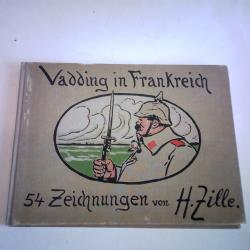 Vadding in Frankreich
54 Zeichnungen von H. Zille.